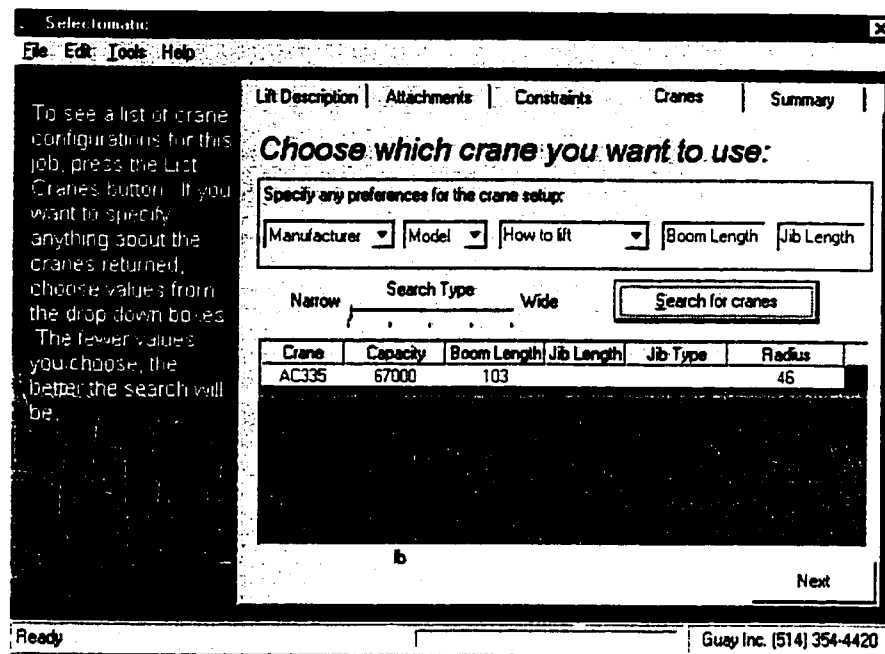 Selectomatic
File Edit Tools Help
To see a list of crane
configurations for this
job, press the List
Cranes button. If you
want to specify
anything about the
cranes returned,
choose values from
the drop down boxes.
The fewer values
you choose, the
better the search will
be.
Lift Description Attachments Constraints Cranes Summary
Choose which crane you want to use:
Specify any preferences for the crane setup:
Manufacturer Model How to lift Boom Length Jib Length
Search Type
Narrow Wide Search for cranes
Crane Capacity Boom Length Jib Length Jib Type Radius
AC335 67000 103 46
lb
Next
Ready Guay Inc. (514) 354-4420